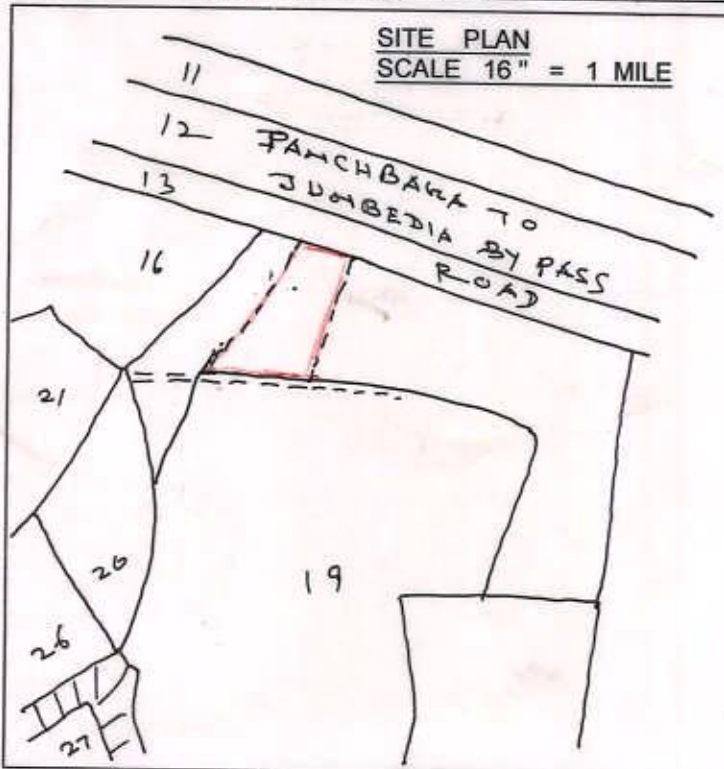 SITE PLAN
SCALE 16" = 1 MILE
11
12 PANCHBAGA TO
JUNBEDIA BY PASS
ROAD
13
16
21
20
19
26
27